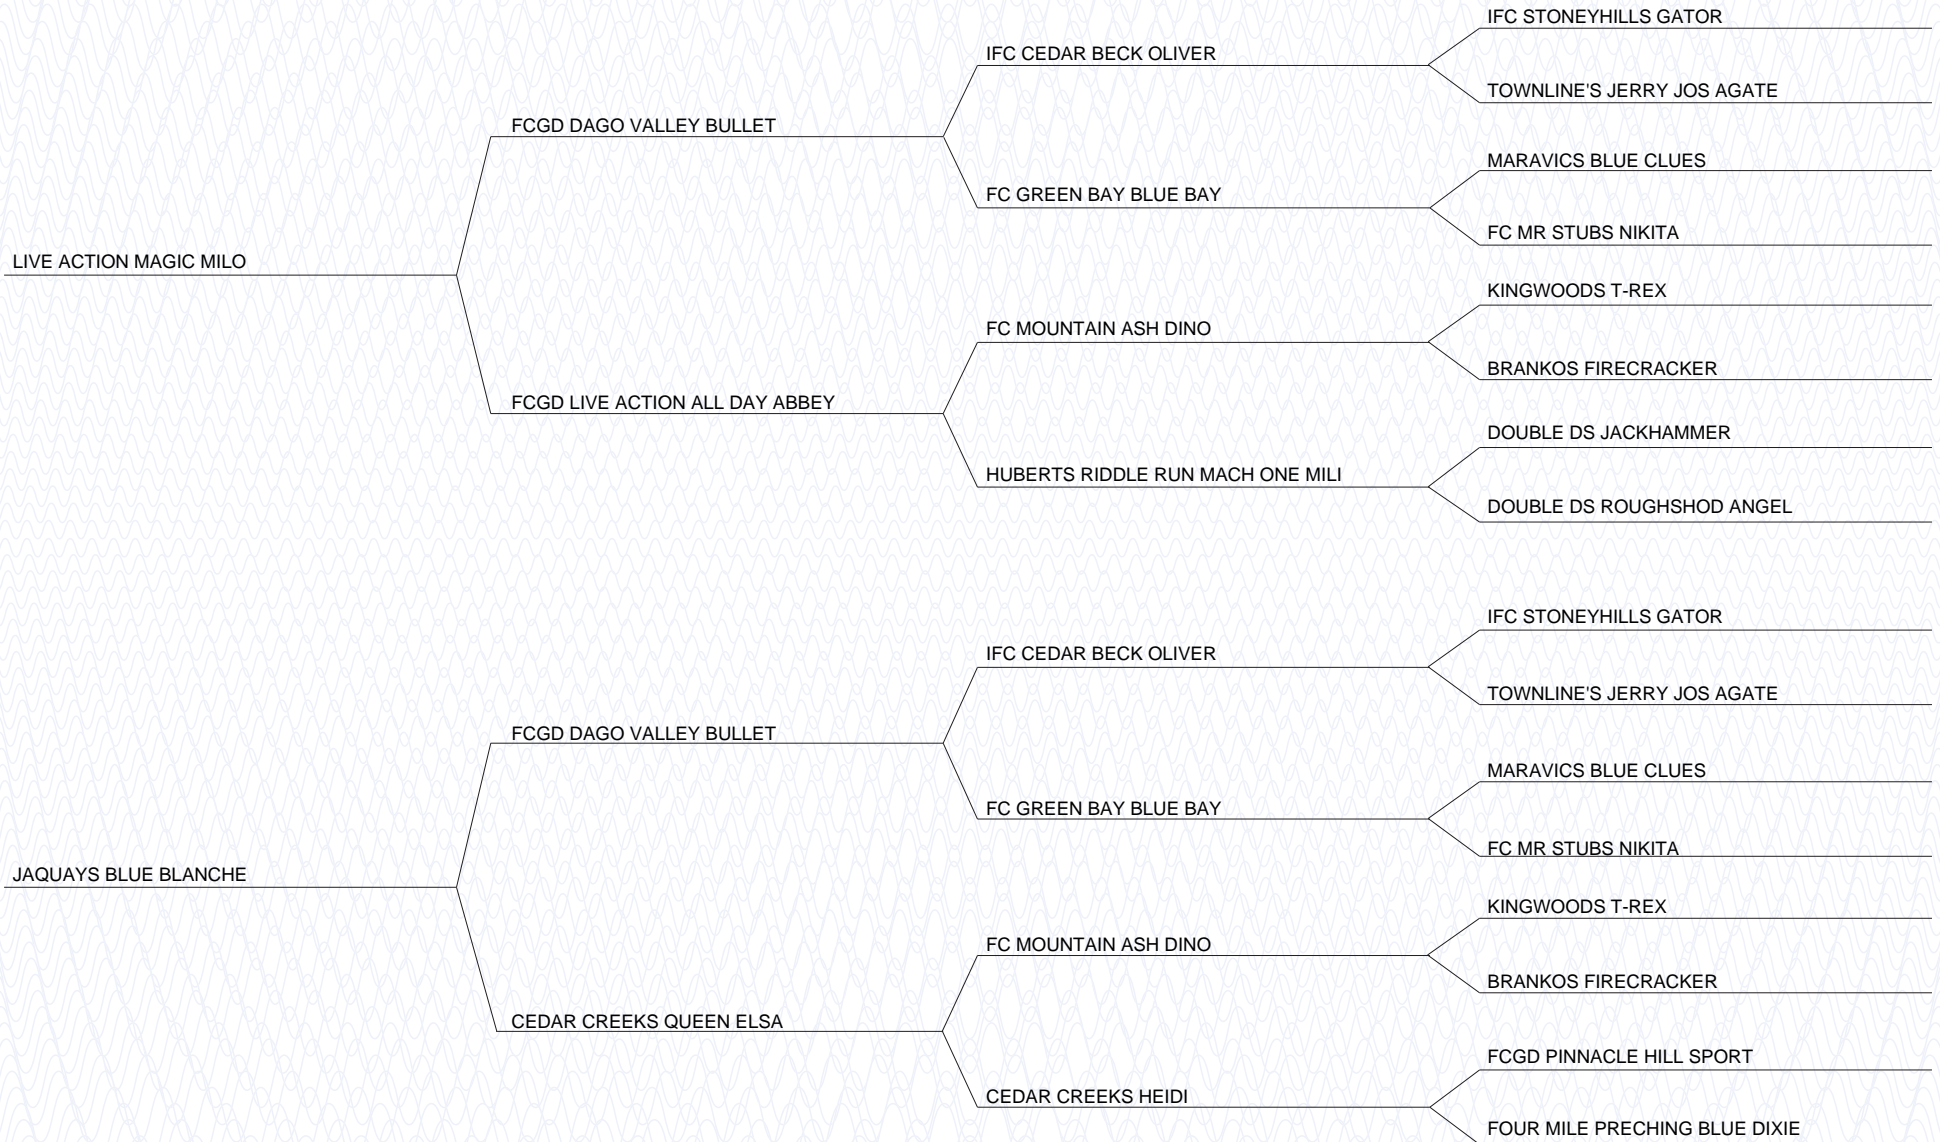 IFC STONEYHILLS GATOR
IFC CEDAR BECK OLIVER
TOWNLINE'S JERRY JOS AGATE
FCGD DAGO VALLEY BULLET
MARAVICS BLUE CLUES
FC GREEN BAY BLUE BAY
FC MR STUBS NIKITA
LIVE ACTION MAGIC MILO
KINGWOODS T-REX
FC MOUNTAIN ASH DINO
BRANKOS FIRECRACKER
FCGD LIVE ACTION ALL DAY ABBEY
DOUBLE DS JACKHAMMER
HUBERTS RIDDLE RUN MACH ONE MILI
DOUBLE DS ROUGHSHOD ANGEL
IFC STONEYHILLS GATOR
IFC CEDAR BECK OLIVER
TOWNLINE'S JERRY JOS AGATE
FCGD DAGO VALLEY BULLET
MARAVICS BLUE CLUES
FC GREEN BAY BLUE BAY
FC MR STUBS NIKITA
JAQUAYS BLUE BLANCHE
KINGWOODS T-REX
FC MOUNTAIN ASH DINO
BRANKOS FIRECRACKER
CEDAR CREEKS QUEEN ELSA
FCGD PINNACLE HILL SPORT
CEDAR CREEKS HEIDI
FOUR MILE PRECHING BLUE DIXIE